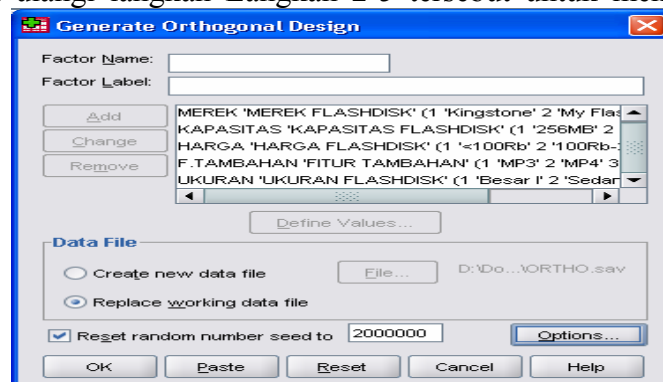 Generate Orthogonal Design
Factor Name:
Factor Label:
Add
Change
Remove
MEREK 'MEREK FLASHDISK' (1 'Kingstone' 2 'My Flas
KAPASITAS 'KAPASITAS FLASHDISK' (1 '256MB' 2
HARGA 'HARGA FLASHDISK' (1 '<100Rb' 2 '100Rb-
F.TAMBAHAN 'FITUR TAMBAHAN' (1 'MP3' 2 'MP4' 3
UKURAN 'UKURAN FLASHDISK' (1 'Besar I' 2 'Sedar
Define Values...
Data File
Create new data file
File...
D:\Do...\ORTHO.sav
Replace working data file
Reset random number seed to 2000000
Options...
OK Paste Reset Cancel Help